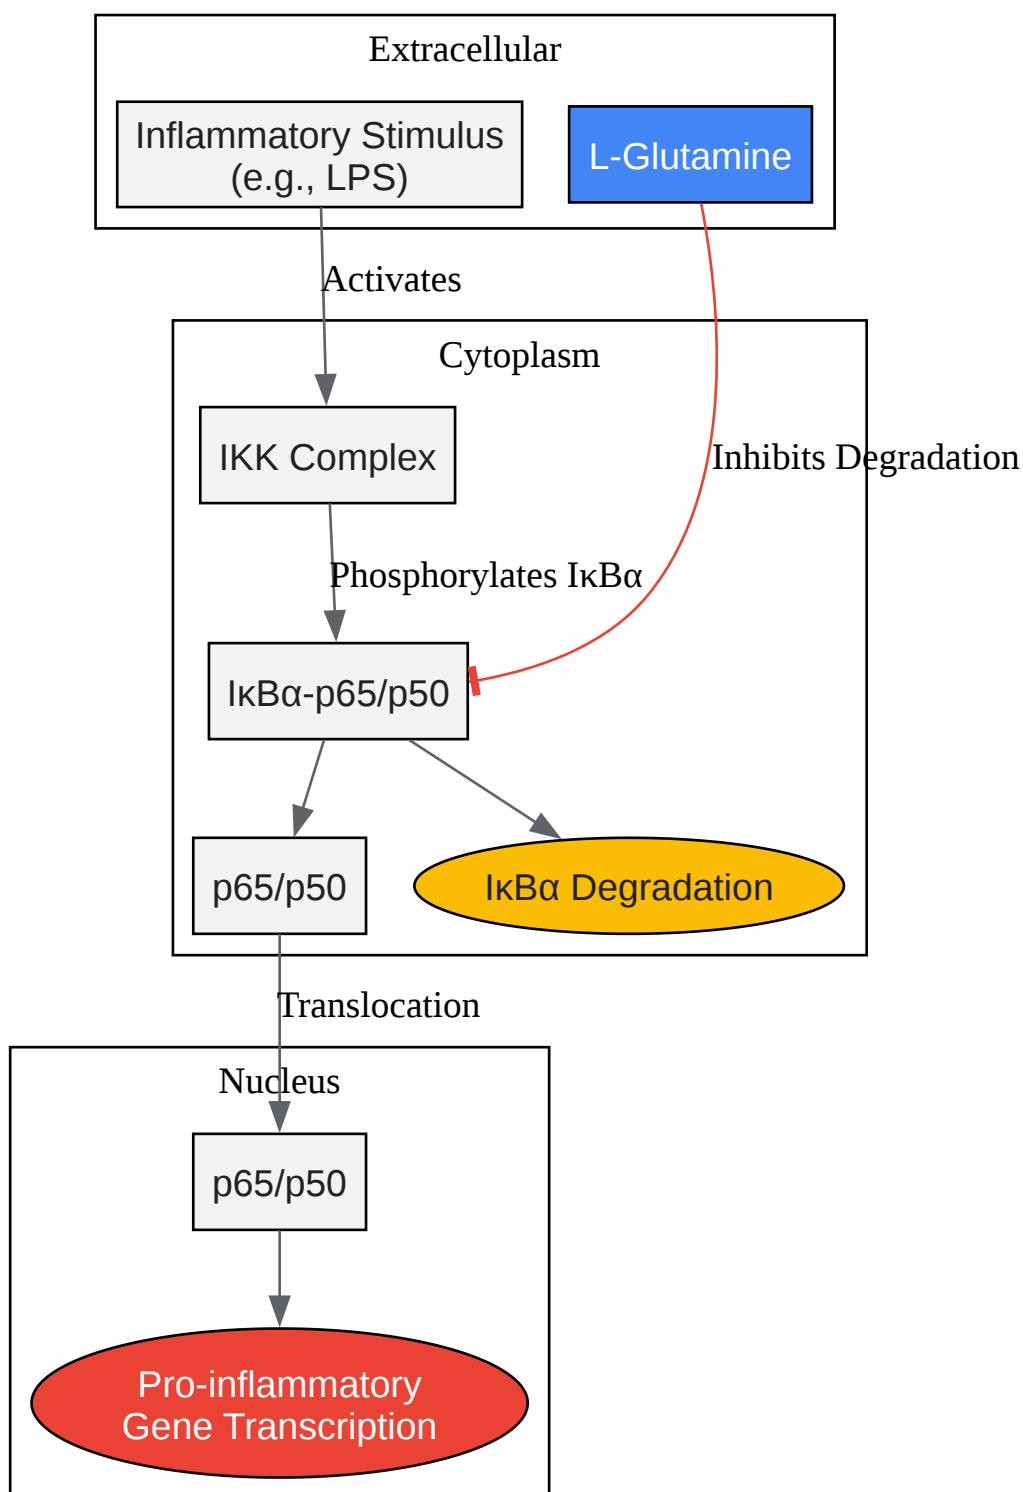 Extracellular
Inflammatory Stimulus
(e.g., LPS)
L-Glutamine
Activates
Cytoplasm
IKK Complex
Inhibits Degradation
Phosphorylates IκBα
IκBα-p65/p50
p65/p50
IκBα Degradation
Translocation
Nucleus
p65/p50
Pro-inflammatory
Gene Transcription